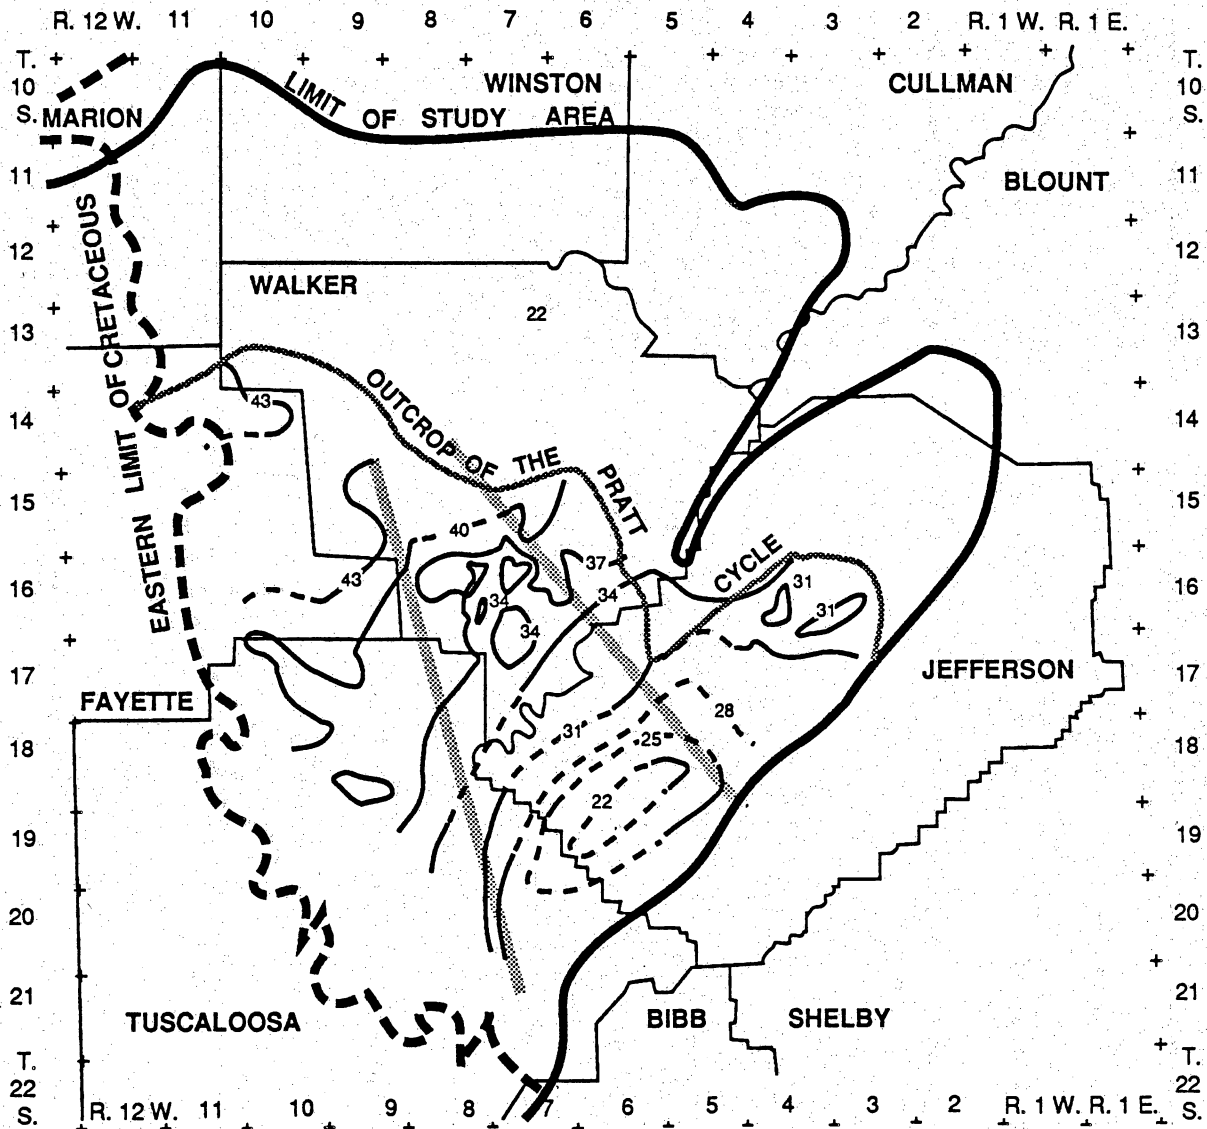 R. 12 W. 11 10 9 8 7 6 5 4 3 2 R. 1 W. R. 1 E.
T. 10 S.
T. 10 S.
MARION
LIMIT OF STUDY AREA
WINSTON
CULLMAN
11
11
BLOUNT
12
12
WALKER
22
13
13
EASTERN LIMIT OF CRETACEOUS
OUTCROP OF THE PRATT CYCLE
43
14
14
15
15
40
37
43
34
34
34
31
31
16
16
17
17
FAYETTE
JEFFERSON
28
31
25
18
18
22
19
19
20
20
21
21
TUSCALOOSA
BIBB
SHELBY
T. 22 S.
T. 22 S.
R. 12 W. 11 10 9 8 7 6 5 4 3 2 R. 1 W. R. 1 E.